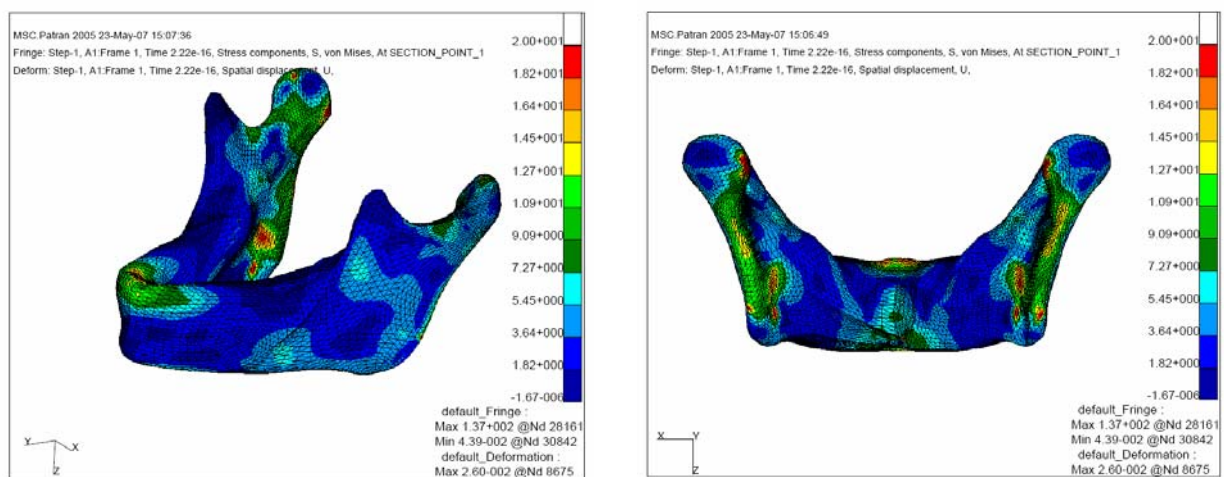 MSC.Patran 2005 23-May-07 15:07:36
Fringe: Step-1, A1:Frame 1, Time 2.22e-16, Stress components, S, von Mises, At SECTION_POINT_1
Deform: Step-1, A1:Frame 1, Time 2.22e-16, Spatial displacement, U,
2.00+001
1.82+001
1.64+001
1.45+001
1.27+001
1.09+001
9.09+000
7.27+000
5.45+000
3.64+000
1.82+000
-1.67-006
default_Fringe :
Max 1.37+002 @Nd 28161
Min 4.39-002 @Nd 30842
default_Deformation :
Max 2.60-002 @Nd 8675
Y
X
Z
MSC.Patran 2005 23-May-07 15:06:49
Fringe: Step-1, A1:Frame 1, Time 2.22e-16, Stress components, S, von Mises, At SECTION_POINT_1
Deform: Step-1, A1:Frame 1, Time 2.22e-16, Spatial displacement, U,
2.00+001
1.82+001
1.64+001
1.45+001
1.27+001
1.09+001
9.09+000
7.27+000
5.45+000
3.64+000
1.82+000
-1.67-006
default_Fringe :
Max 1.37+002 @Nd 28161
Min 4.39-002 @Nd 30842
default_Deformation :
Max 2.60-002 @Nd 8675
X
Y
Z